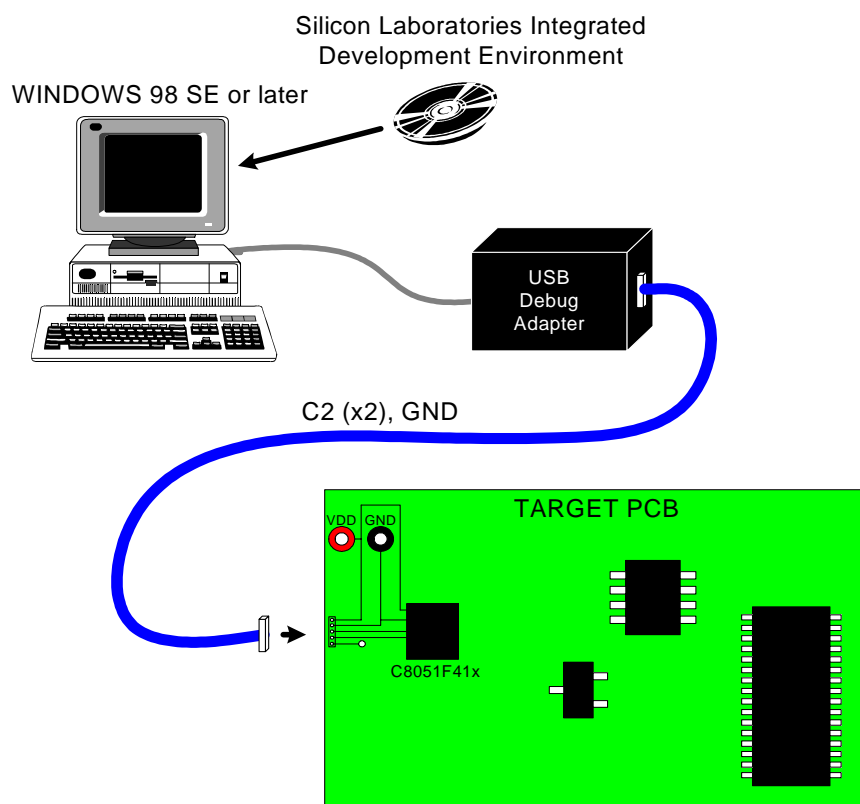 Silicon Laboratories Integrated
Development Environment
WINDOWS 98 SE or later
USB
Debug
Adapter
C2 (x2), GND
TARGET PCB
VDD GND
C8051F41x